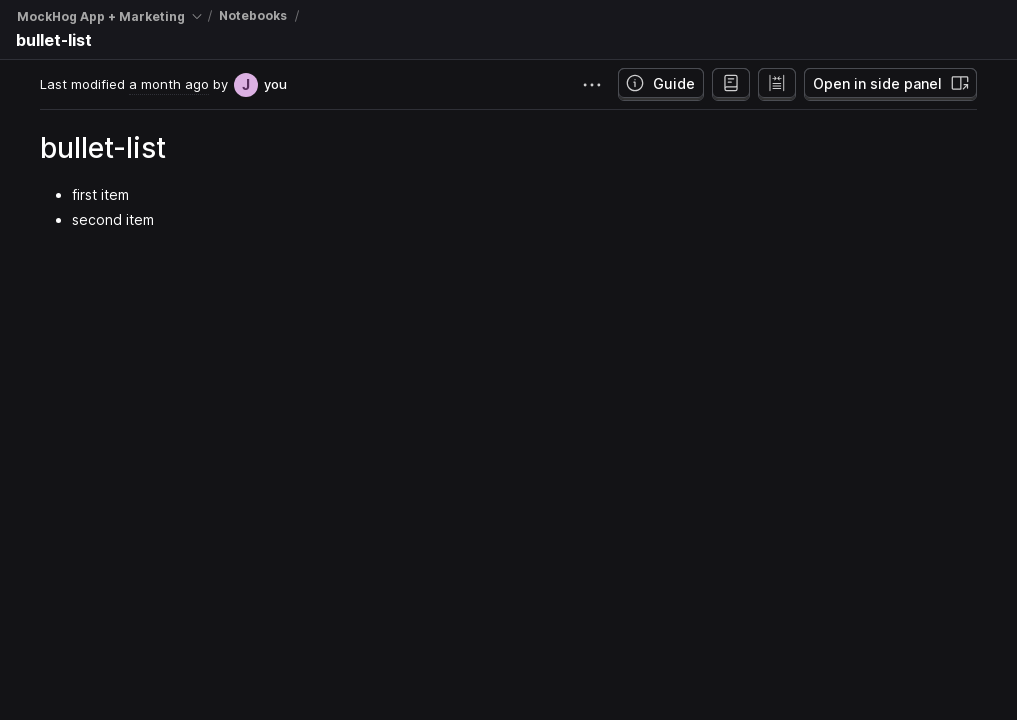 MockHog App + Marketing / Notebooks /
bullet-list
Last modified a month ago by J you
Guide
Open in side panel
bullet-list
• first item
• second item